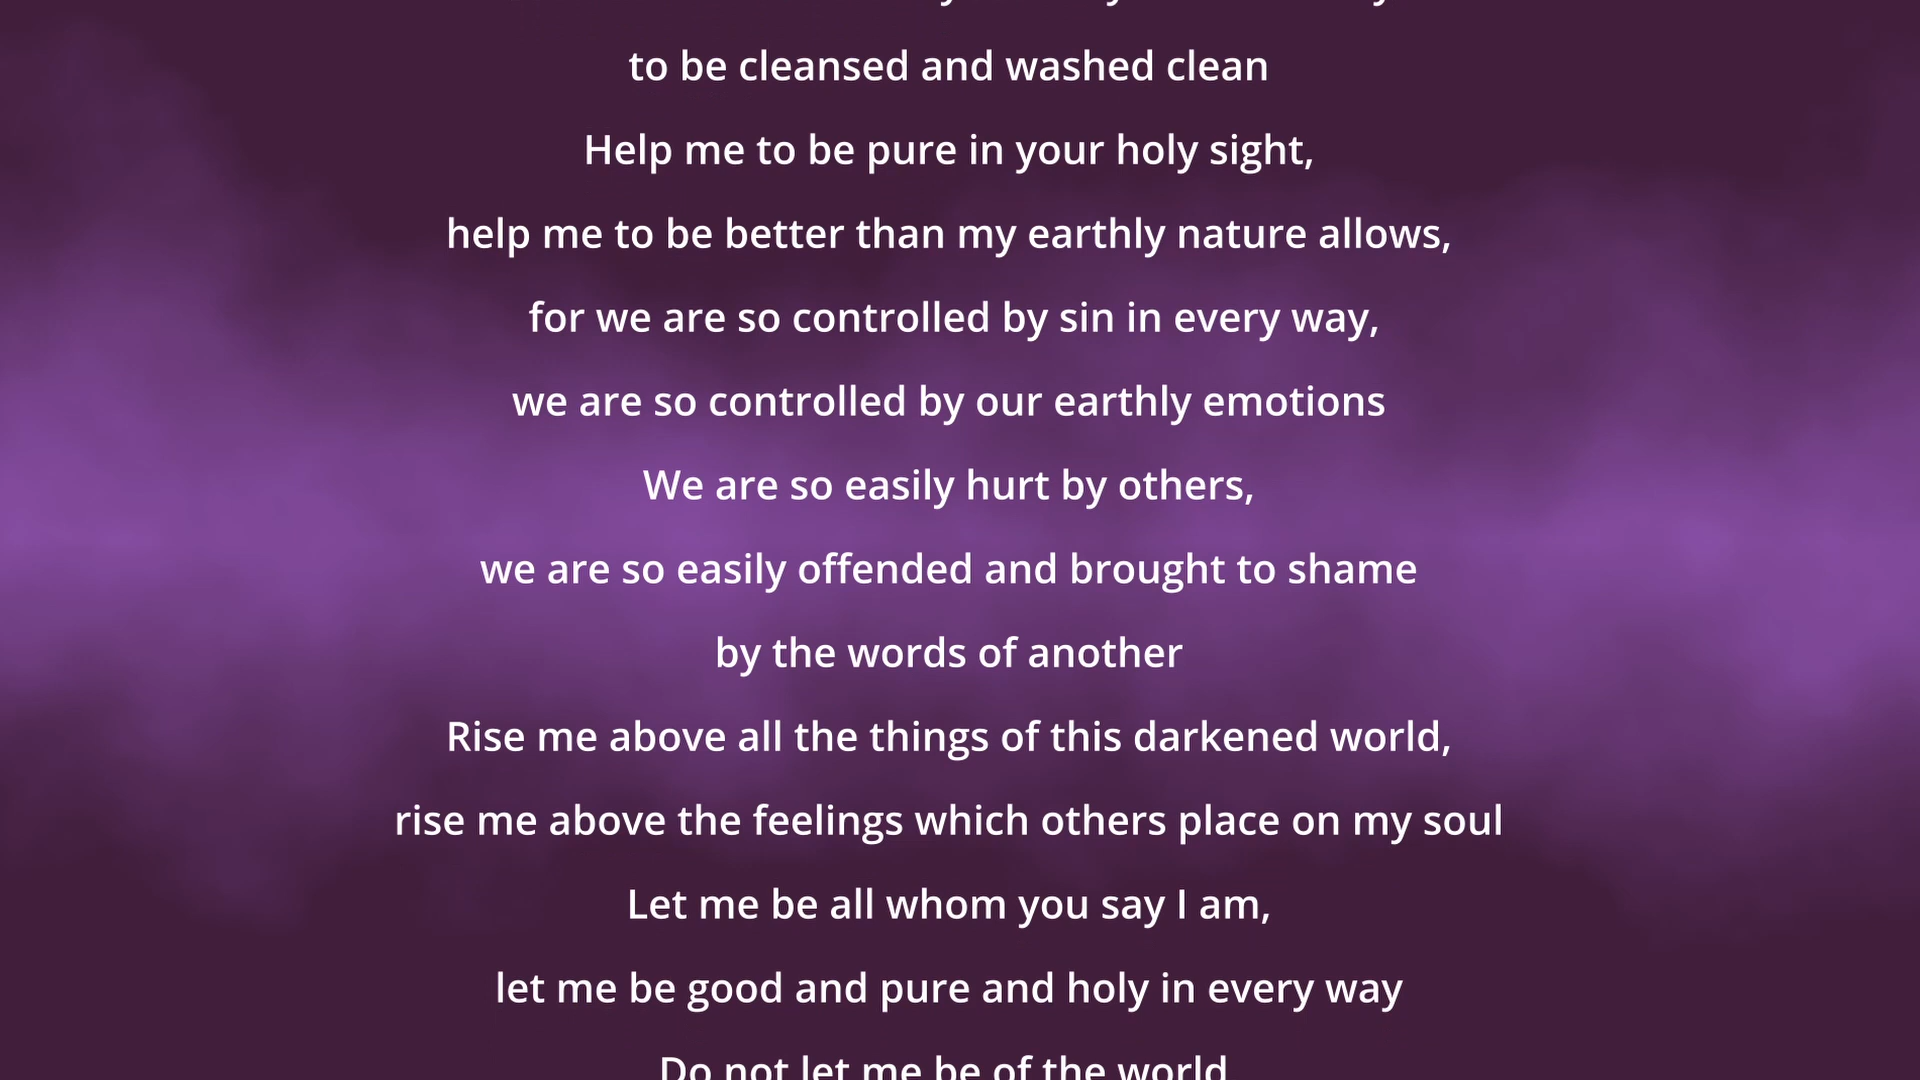 to be cleansed and washed clean
Help me to be pure in your holy sight,
help me to be better than my earthly nature allows,
for we are so controlled by sin in every way,
we are so controlled by our earthly emotions
We are so easily hurt by others,
we are so easily offended and brought to shame
by the words of another
Rise me above all the things of this darkened world,
rise me above the feelings which others place on my soul
Let me be all whom you say I am,
let me be good and pure and holy in every way
Do not let me be of the world